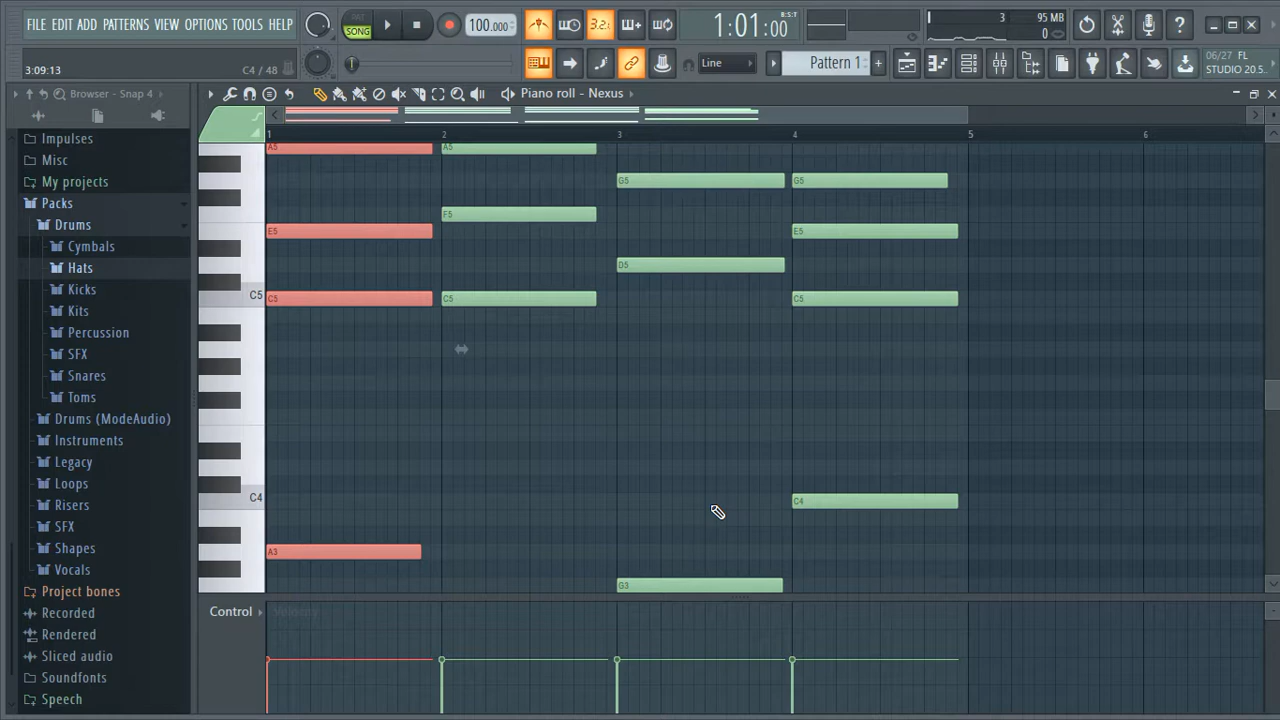 FILE EDIT ADD PATTERNS VIEW OPTIONS TOOLS HELP
SONG
100.000
3.2.
1:01:00
B:S:T
3
95 MB
0
3:09:13
C4 / 48
Line
Pattern 1
06/27 FL
STUDIO 20.5...
Browser - Snap 4
Piano roll - Nexus
Impulses
Misc
My projects
Packs
Drums
Cymbals
Hats
Kicks
Kits
Percussion
SFX
Snares
Toms
Drums (ModeAudio)
Instruments
Legacy
Loops
Risers
SFX
Shapes
Vocals
Project bones
Recorded
Rendered
Sliced audio
Soundfonts
Speech
1 2 3 4 5 6
A5 A5
G5 G5
F5
E5 E5
D5
C5 C5 C5 C5
C4 C4
A3
G3
Control
Velocity